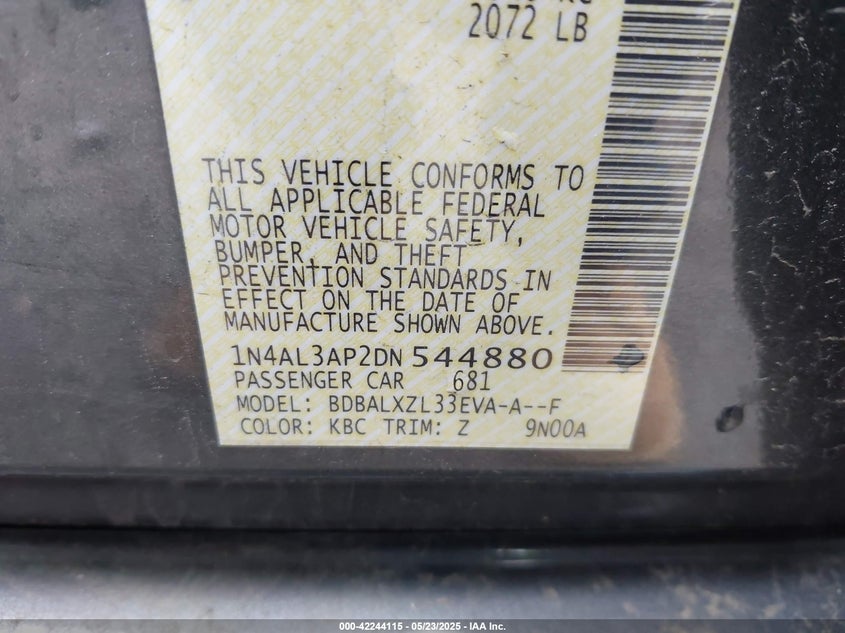 2072 LB
THIS VEHICLE CONFORMS TO
ALL APPLICABLE FEDERAL
MOTOR VEHICLE SAFETY,
BUMPER, AND THEFT
PREVENTION STANDARDS IN
EFFECT ON THE DATE OF
MANUFACTURE SHOWN ABOVE.
1N4AL3AP2DN544880
PASSENGER CAR 681
MODEL: BDBALXZL33EVA-A--F
COLOR: KBC TRIM: Z 9N00A
000-42244115 - 05/23/2025 - IAA Inc.